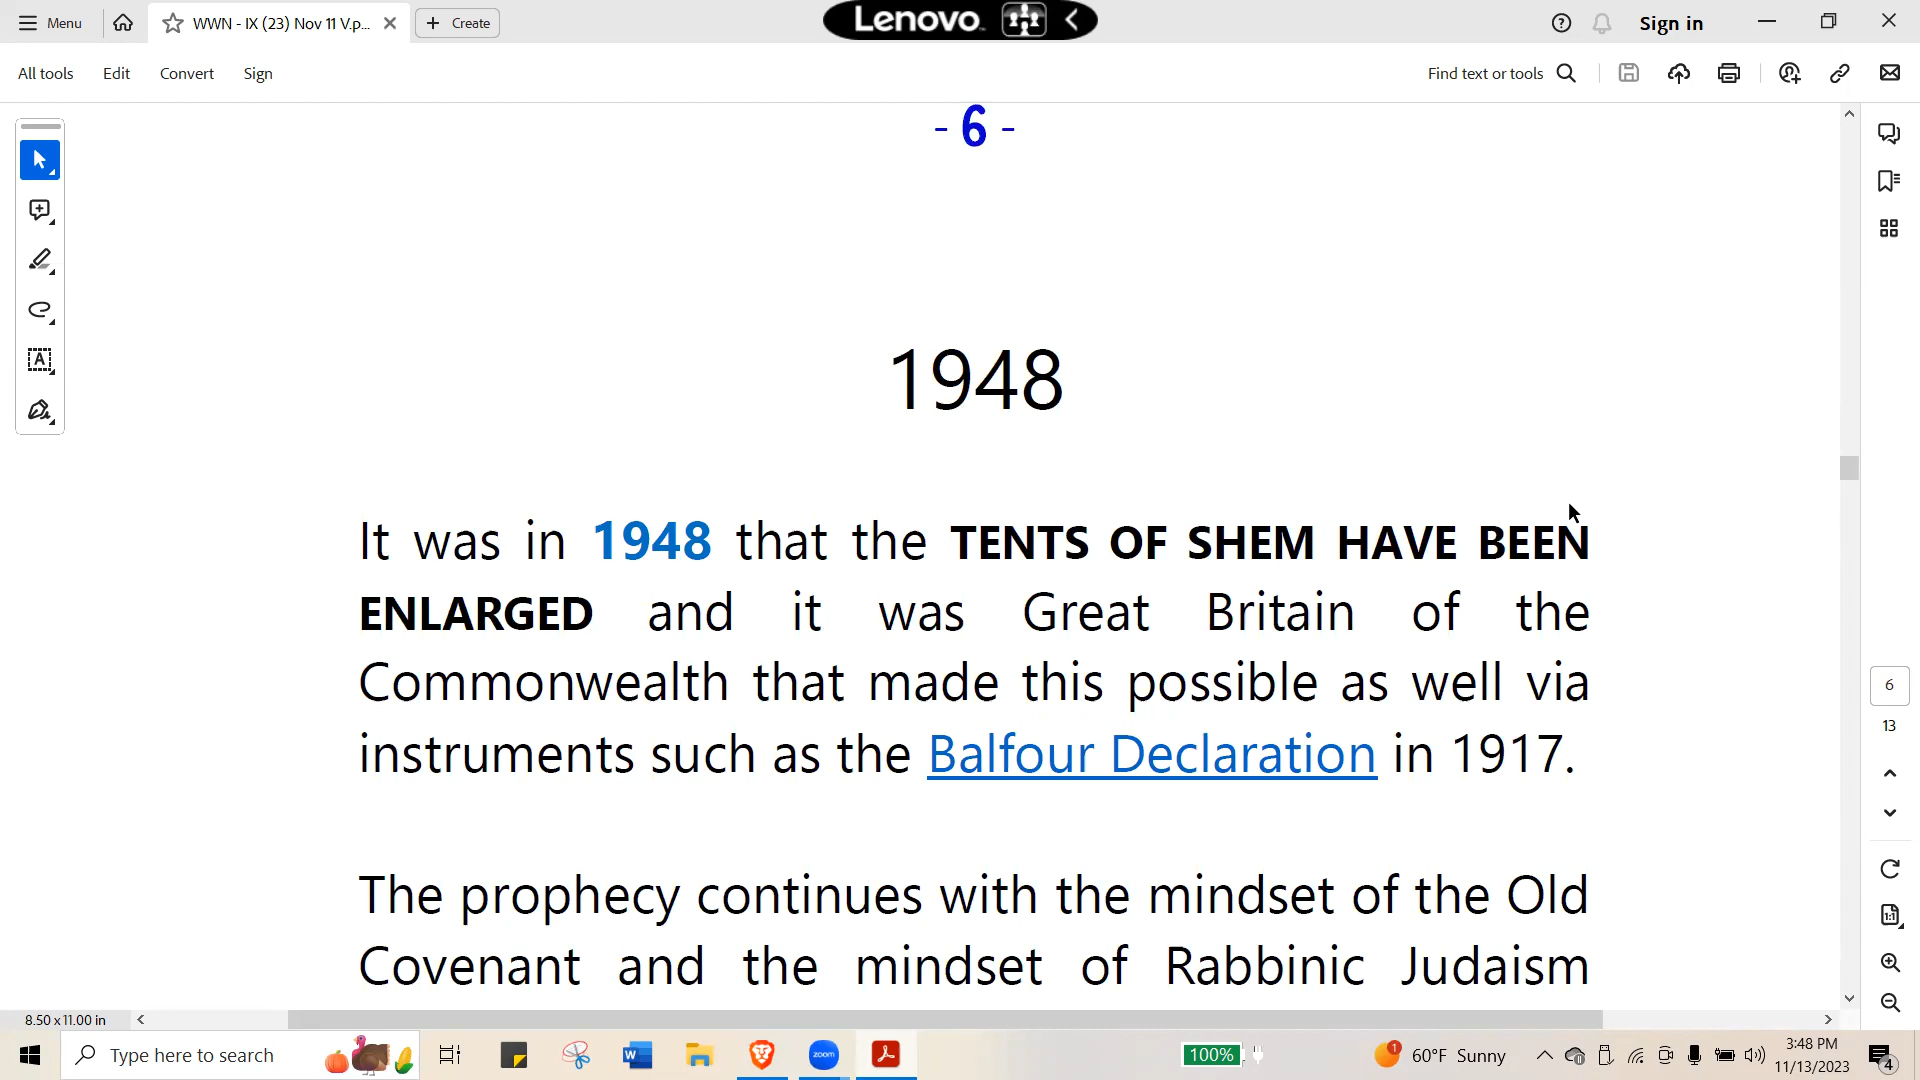 Menu
WWN - IX (23) Nov 11 V.p...
Create
Lenovo
Sign in
All tools
Edit
Convert
Sign
Find text or tools
- 6 -
1948
It was in 1948 that the TENTS OF SHEM HAVE BEEN
ENLARGED and it was Great Britain of the
Commonwealth that made this possible as well via
instruments such as the Balfour Declaration in 1917.
The prophecy continues with the mindset of the Old
Covenant and the mindset of Rabbinic Judaism
6
13
8.50 x 11.00 in
Type here to search
W
zoom
100%
1
60°F Sunny
3:48 PM
11/13/2023
4